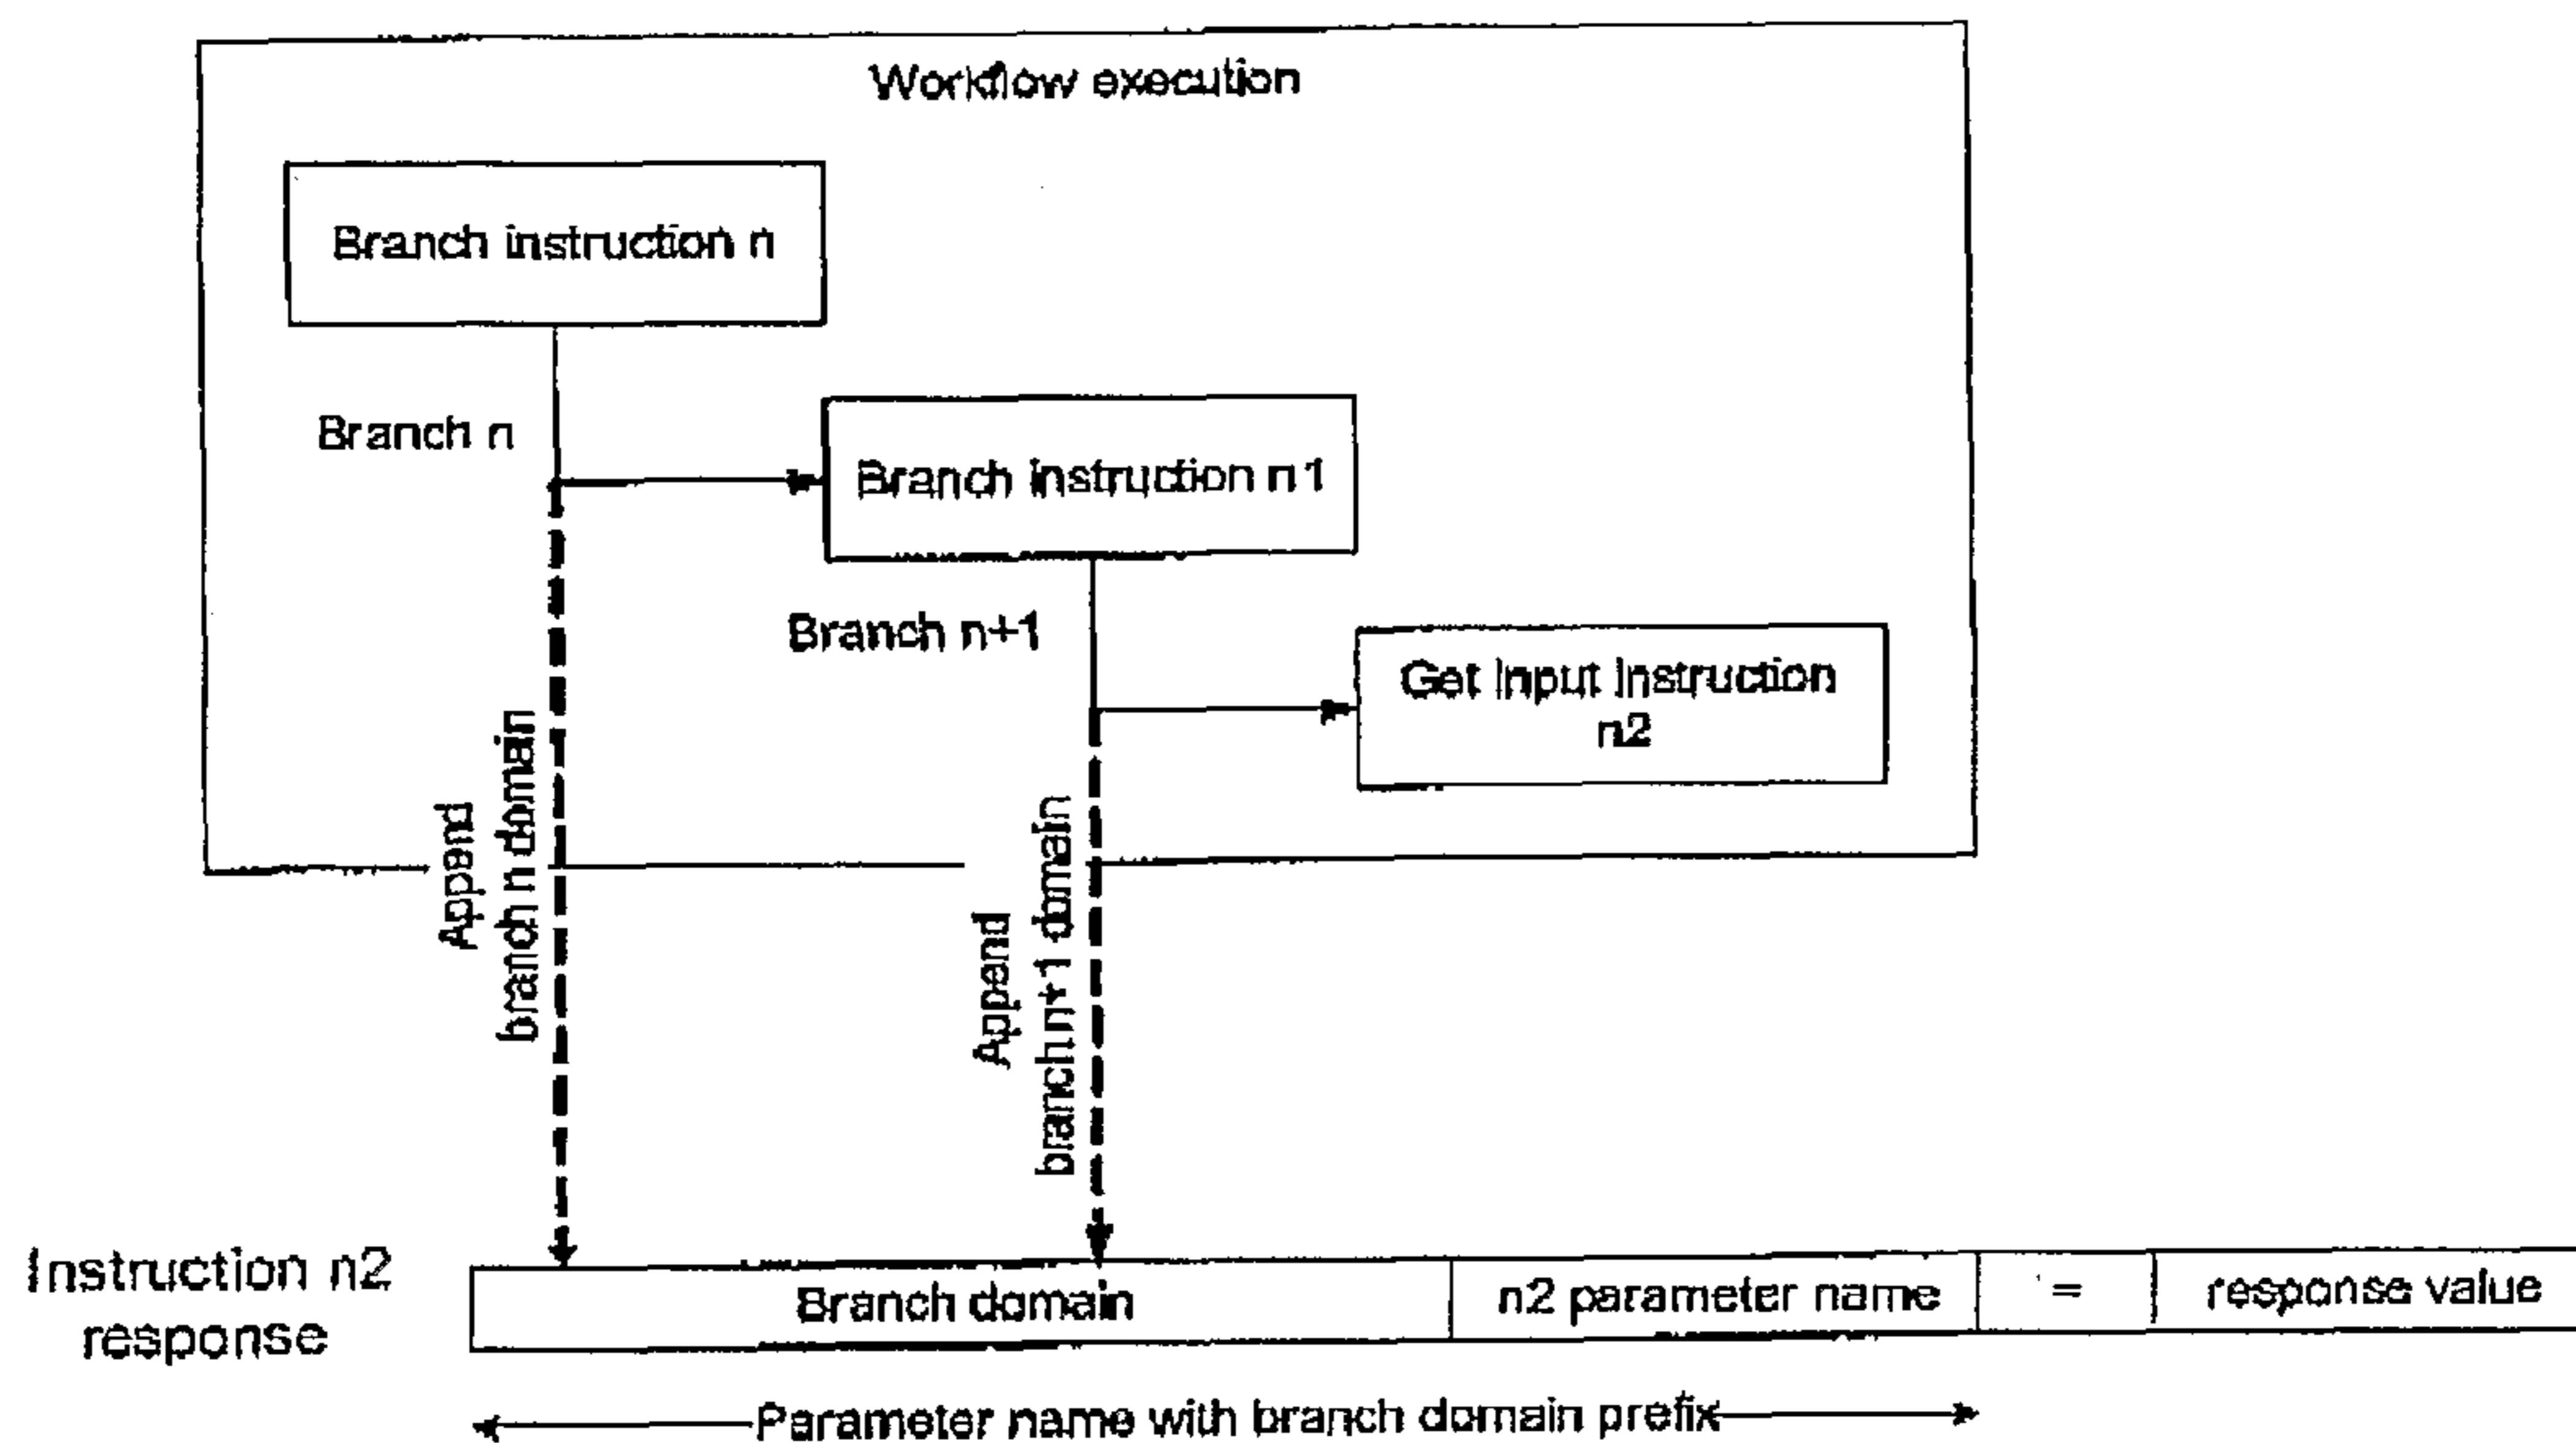 Workflow execution
Branch instruction n
Branch n
Branch instruction n1
Branch n+1
Get Input Instruction
n2
Append
branch n domain
Append
branch n+1 domain
Instruction n2
response
Branch domain
n2 parameter name
=
response value
Parameter name with branch domain prefix